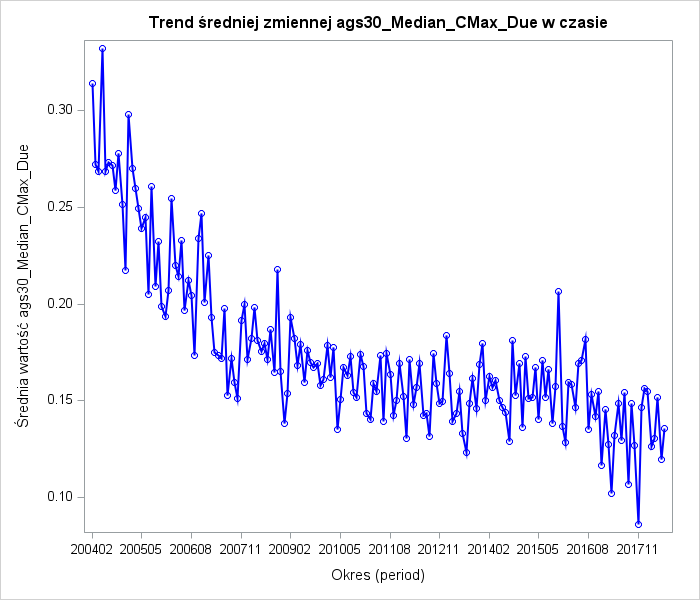 Trend średniej zmiennej ags30_Median_CMax_Due w czasie
Średnia wartość ags30_Median_CMax_Due
0.30
0.25
0.20
0.15
0.10
200402 200505 200608 200711 200902 201005 201108 201211 201402 201505 201608 201711
Okres (period)